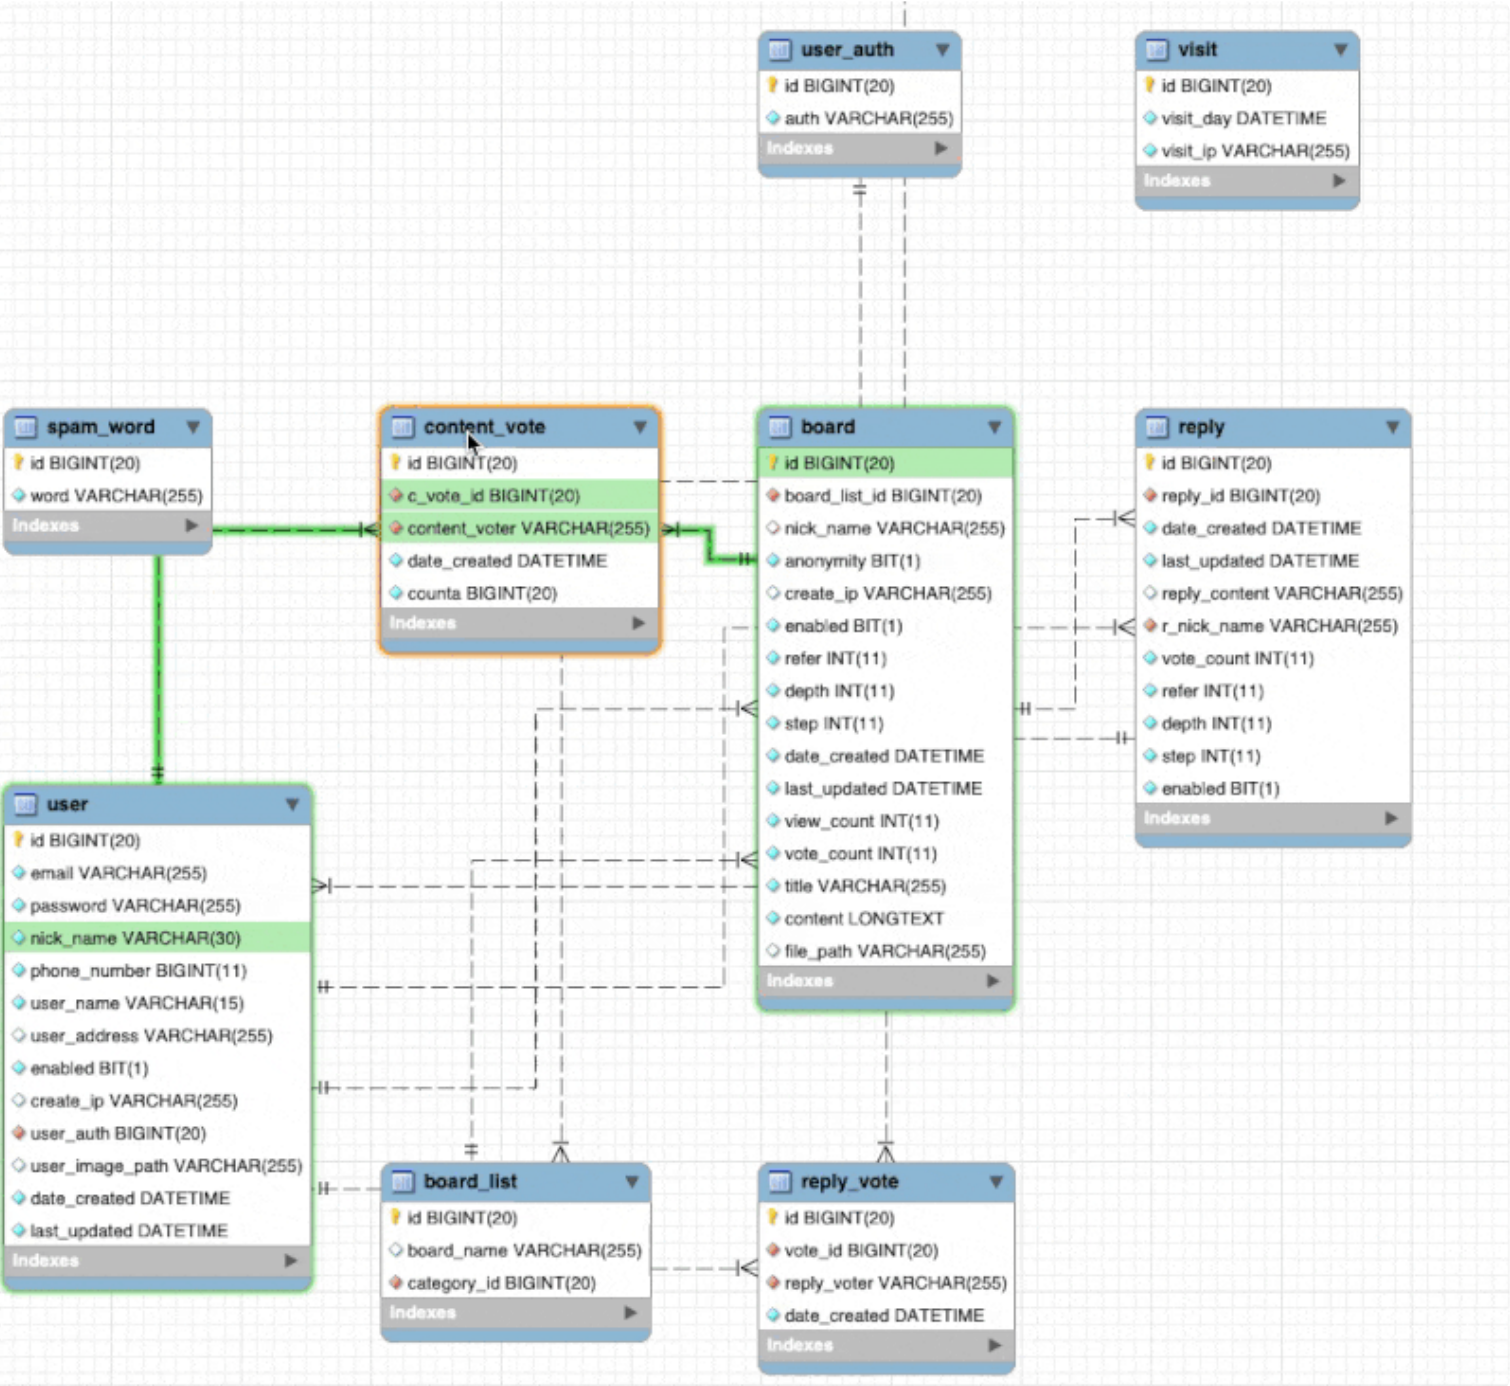 user_auth
id BIGINT(20)
auth VARCHAR(255)
Indexes
visit
id BIGINT(20)
visit_day DATETIME
visit_ip VARCHAR(255)
Indexes
spam_word
id BIGINT(20)
word VARCHAR(255)
Indexes
content_vote
id BIGINT(20)
c_vote_id BIGINT(20)
content_voter VARCHAR(255)
date_created DATETIME
counta BIGINT(20)
Indexes
board
id BIGINT(20)
board_list_id BIGINT(20)
nick_name VARCHAR(255)
anonymity BIT(1)
create_ip VARCHAR(255)
enabled BIT(1)
refer INT(11)
depth INT(11)
step INT(11)
date_created DATETIME
last_updated DATETIME
view_count INT(11)
vote_count INT(11)
title VARCHAR(255)
content LONGTEXT
file_path VARCHAR(255)
Indexes
reply
id BIGINT(20)
reply_id BIGINT(20)
date_created DATETIME
last_updated DATETIME
reply_content VARCHAR(255)
r_nick_name VARCHAR(255)
vote_count INT(11)
refer INT(11)
depth INT(11)
step INT(11)
enabled BIT(1)
Indexes
user
id BIGINT(20)
email VARCHAR(255)
password VARCHAR(255)
nick_name VARCHAR(30)
phone_number BIGINT(11)
user_name VARCHAR(15)
user_address VARCHAR(255)
enabled BIT(1)
create_ip VARCHAR(255)
user_auth BIGINT(20)
user_image_path VARCHAR(255)
date_created DATETIME
last_updated DATETIME
Indexes
board_list
id BIGINT(20)
board_name VARCHAR(255)
category_id BIGINT(20)
Indexes
reply_vote
id BIGINT(20)
vote_id BIGINT(20)
reply_voter VARCHAR(255)
date_created DATETIME
Indexes